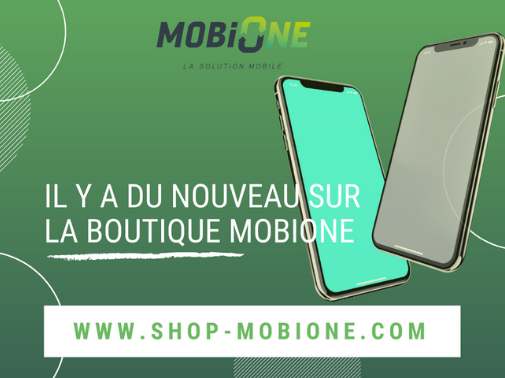 MOBiONE
LA SOLUTION MOBILE
IL Y A DU NOUVEAU SUR
LA BOUTIQUE MOBIONE
WWW.SHOP-MOBIONE.COM